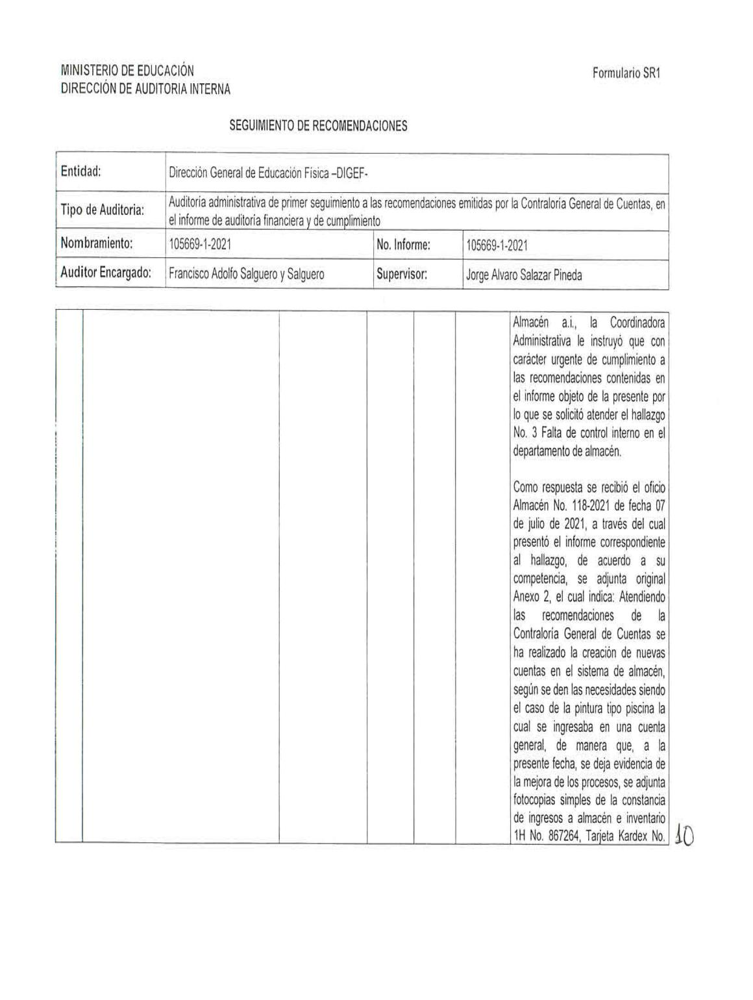 MINISTERIO DE EDUCACIÓN
DIRECCIÓN DE AUDITORIA INTERNA
Formulario SR1
SEGUIMIENTO DE RECOMENDACIONES
Entidad: Dirección General de Educación Física –DIGEF-
Tipo de Auditoria: Auditoría administrativa de primer seguimiento a las recomendaciones emitidas por la Contraloría General de Cuentas, en
el informe de auditoría financiera y de cumplimiento
Nombramiento: 105669-1-2021 No. Informe: 105669-1-2021
Auditor Encargado: Francisco Adolfo Salguero y Salguero Supervisor: Jorge Alvaro Salazar Pineda
Almacén a.i., la Coordinadora
Administrativa le instruyó que con
carácter urgente de cumplimiento a
las recomendaciones contenidas en
el informe objeto de la presente por
lo que se solicitó atender el hallazgo
No. 3 Falta de control interno en el
departamento de almacén.
Como respuesta se recibió el oficio
Almacén No. 118-2021 de fecha 07
de julio de 2021, a través del cual
presentó el informe correspondiente
al hallazgo, de acuerdo a su
competencia, se adjunta original
Anexo 2, el cual indica: Atendiendo
las recomendaciones de la
Contraloría General de Cuentas se
ha realizado la creación de nuevas
cuentas en el sistema de almacén,
según se den las necesidades siendo
el caso de la pintura tipo piscina la
cual se ingresaba en una cuenta
general, de manera que, a la
presente fecha, se deja evidencia de
la mejora de los procesos, se adjunta
fotocopias simples de la constancia
de ingresos a almacén e inventario
1H No. 867264, Tarjeta Kardex No.
10